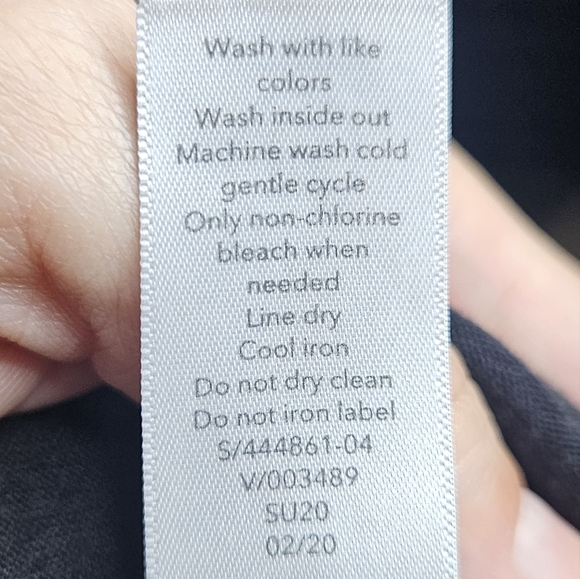 Wash with like
colors
Wash inside out
Machine wash cold
gentle cycle
Only non-chlorine
bleach when
needed
Line dry
Cool iron
Do not dry clean
Do not iron label
S/444861-04
V/003489
SU20
02/20